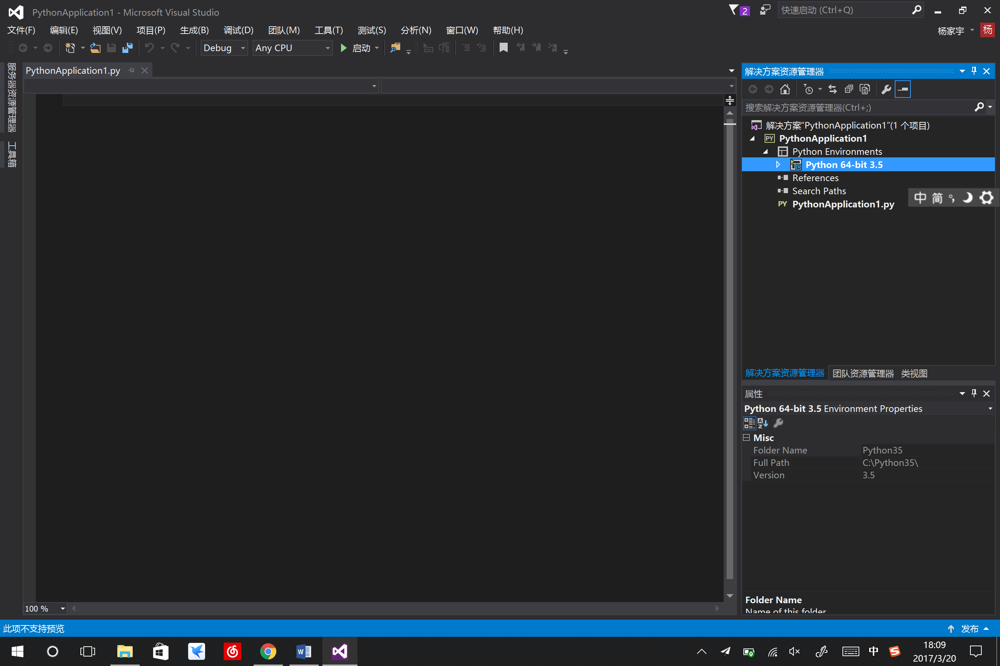 PythonApplication1 - Microsoft Visual Studio
2
快速启动 (Ctrl+Q)
文件(F) 编辑(E) 视图(V) 项目(P) 生成(B) 调试(D) 团队(M) 工具(T) 测试(S) 分析(N) 窗口(W) 帮助(H)
杨家宇 杨
Debug Any CPU 启动
服务器资源管理器
工具箱
PythonApplication1.py
解决方案资源管理器
搜索解决方案资源管理器(Ctrl+;)
解决方案“PythonApplication1”(1 个项目)
PY PythonApplication1
Python Environments
Python 64-bit 3.5
References
Search Paths
PY PythonApplication1.py
中 简 °,
解决方案资源管理器 团队资源管理器 类视图
属性
Python 64-bit 3.5 Environment Properties
Misc
Folder Name Python35
Full Path C:\Python35\
Version 3.5
Folder Name
Name of this folder
100 %
此项不支持预览
发布
中
18:09
2017/3/20